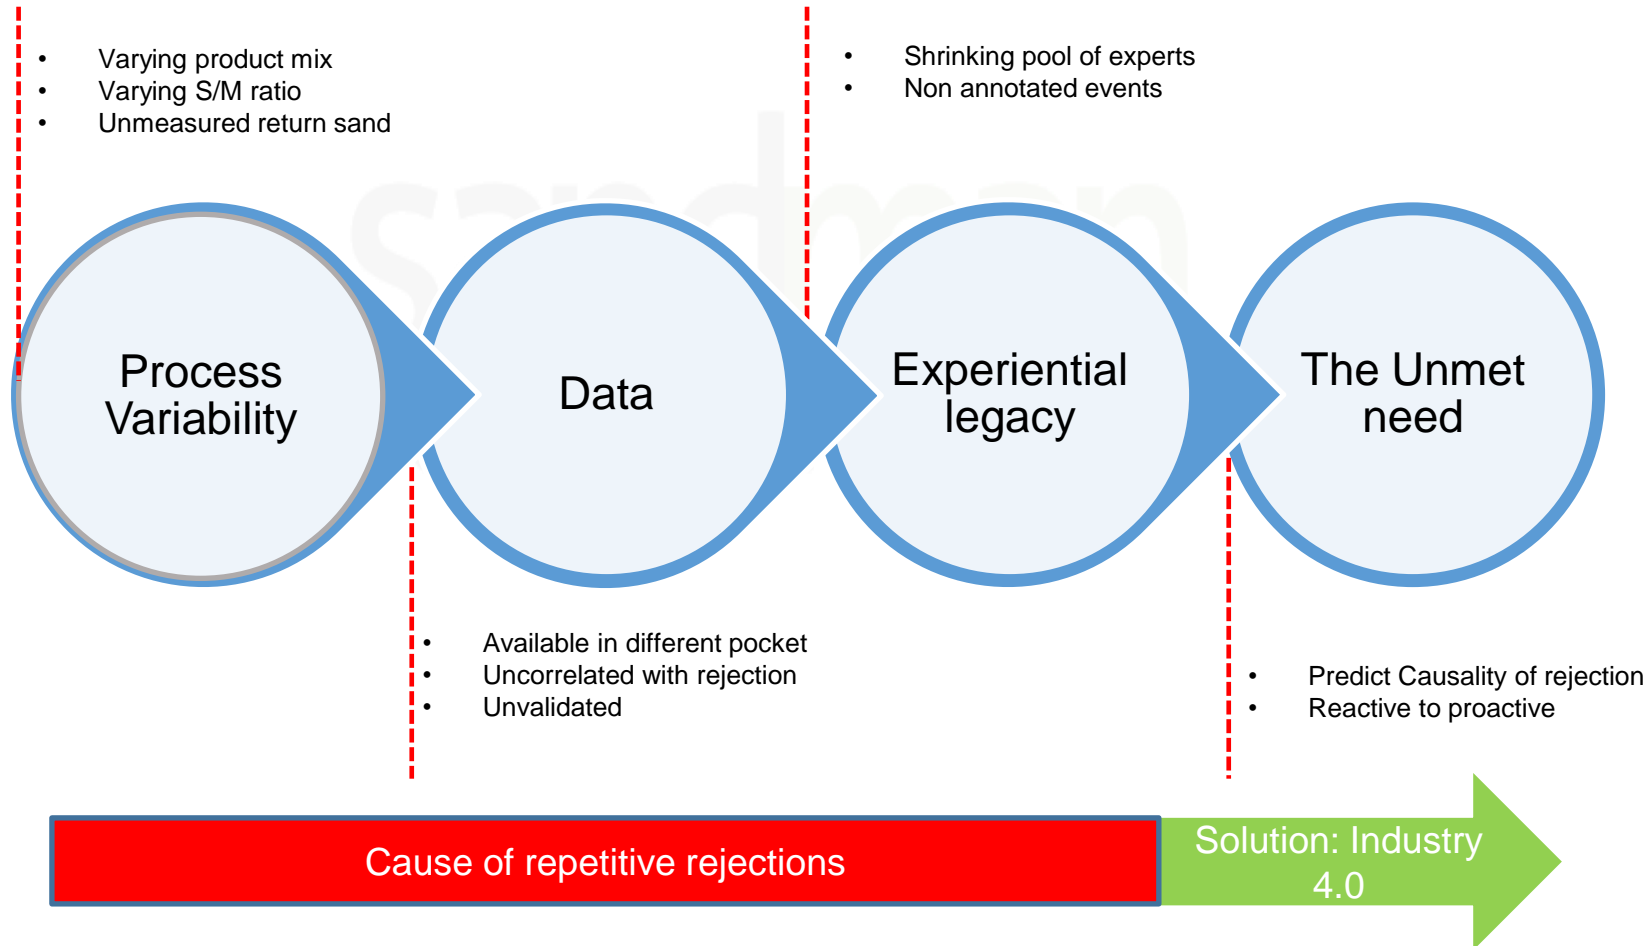 • Varying product mix
• Varying S/M ratio
• Unmeasured return sand
• Shrinking pool of experts
• Non annotated events
sandman
Process
Variability
Data
Experiential
legacy
The Unmet
need
• Available in different pocket
• Uncorrelated with rejection
• Unvalidated
• Predict Causality of rejection
• Reactive to proactive
Cause of repetitive rejections
Solution: Industry
4.0